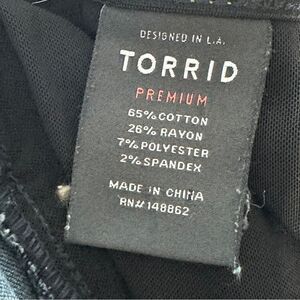 DESIGNED IN L.A.
TORRID
PREMIUM
65% COTTON
26% RAYON
7% POLYESTER
2% SPANDEX
MADE IN CHINA
RN# 148862